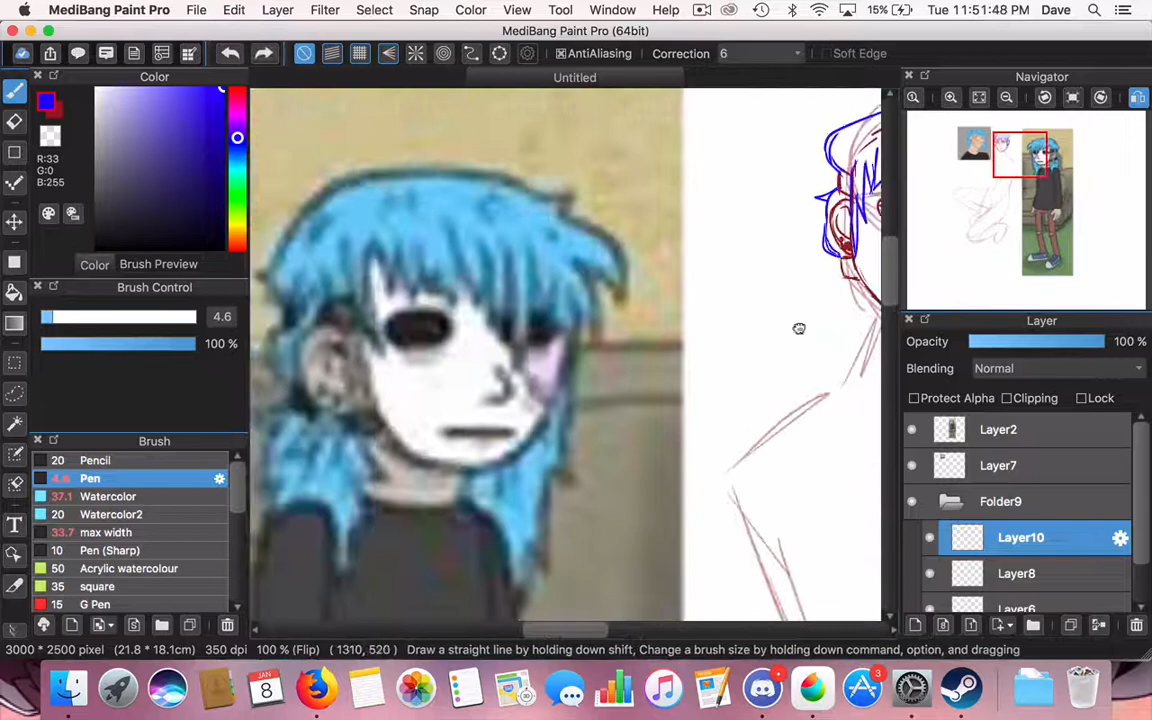 MediBang Paint Pro File Edit Layer Filter Select Snap Color View Tool Window Help 15% Tue 11:51:48 PM Dave
MediBang Paint Pro (64bit)
AntiAliasing Correction 6 Soft Edge
Color
Untitled
Navigator
R:33
G:0
B:255
Color Brush Preview
Brush Control
4.6
100 %
Brush
20 Pencil
4.6 Pen
37.1 Watercolor
20 Watercolor2
33.7 max width
10 Pen (Sharp)
50 Acrylic watercolour
35 square
15 G Pen
Layer
Opacity 100 %
Blending Normal
Protect Alpha Clipping Lock
Layer2
Layer7
Folder9
Layer10
Layer8
Layer6
3000 * 2500 pixel (21.8 * 18.1cm) 350 dpi 100 % (Flip) ( 1310, 520 ) Draw a straight line by holding down shift, Change a brush size by holding down command, option, and dragging
JAN
8
3